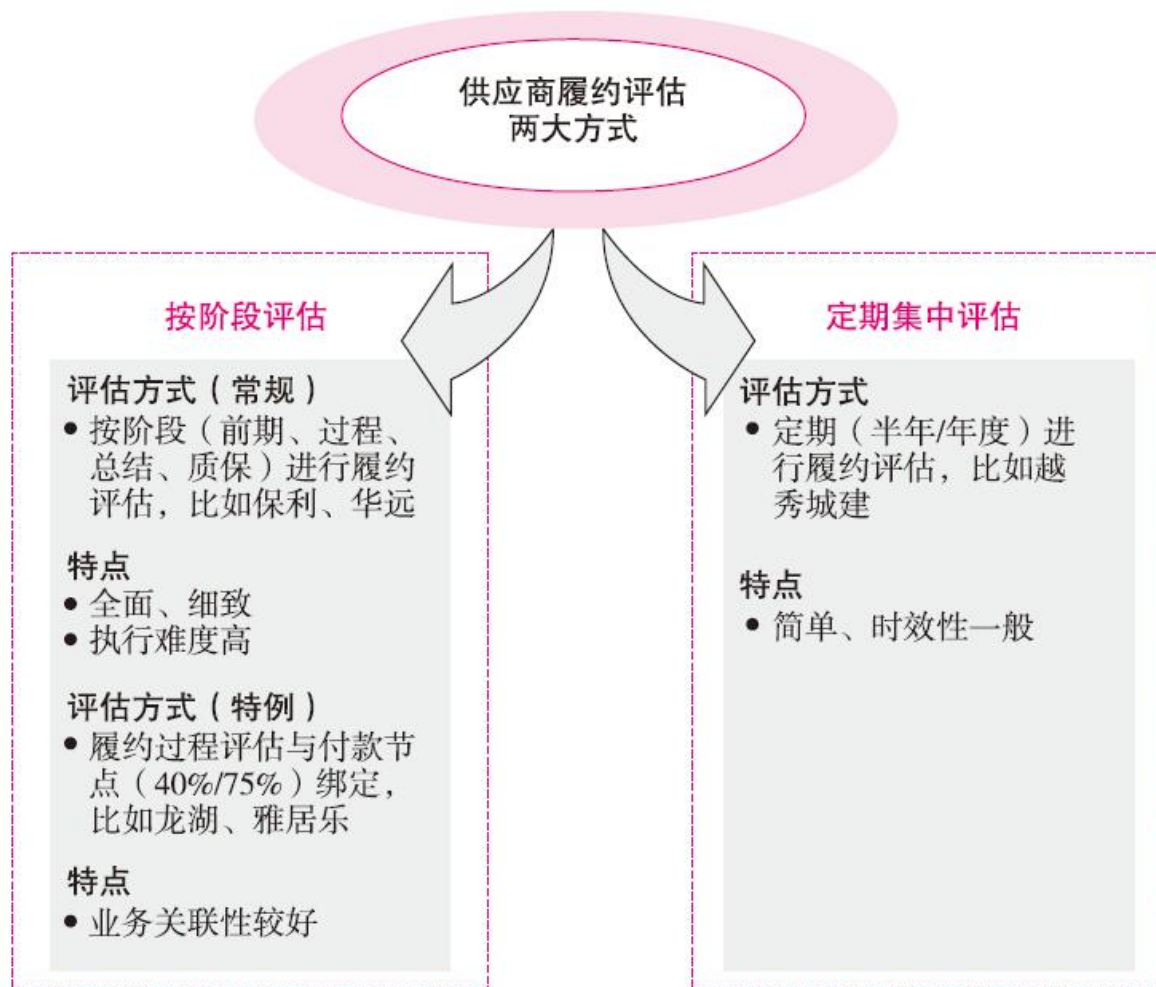 供应商履约评估
两大方式
按阶段评估
评估方式（常规）
• 按阶段（前期、过程、
总结、质保）进行履约
评估，比如保利、华远
特点
• 全面、细致
• 执行难度高
评估方式（特例）
• 履约过程评估与付款节
点（40%/75%）绑定，
比如龙湖、雅居乐
特点
• 业务关联性较好
定期集中评估
评估方式
• 定期（半年/年度）进
行履约评估，比如越
秀城建
特点
• 简单、时效性一般